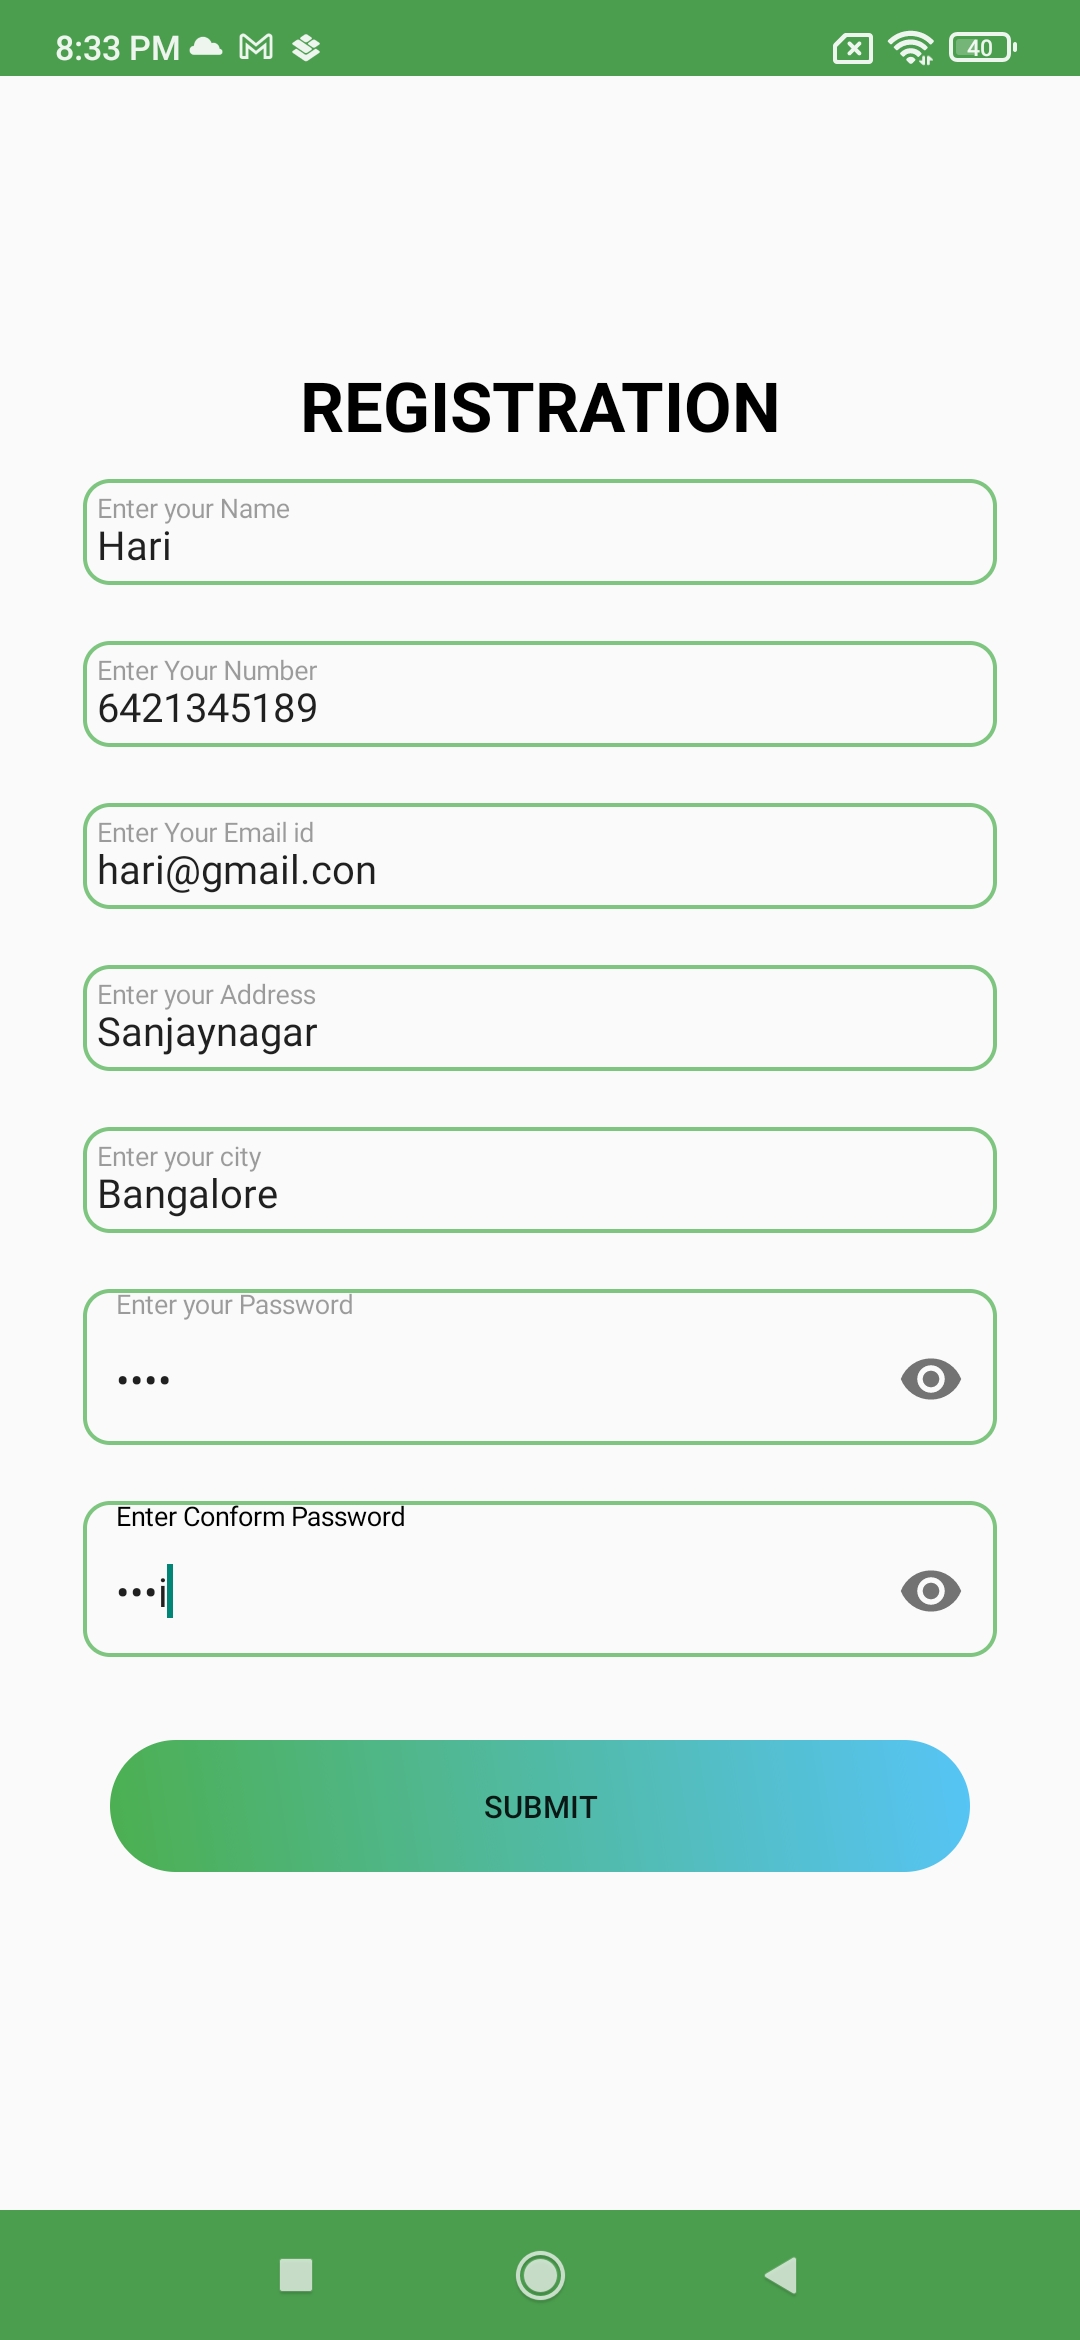 8:33 PM
40
REGISTRATION
Enter your Name
Hari
Enter Your Number
6421345189
Enter Your Email id
hari@gmail.con
Enter your Address
Sanjaynagar
Enter your city
Bangalore
Enter your Password
••••
Enter Conform Password
•••i
SUBMIT